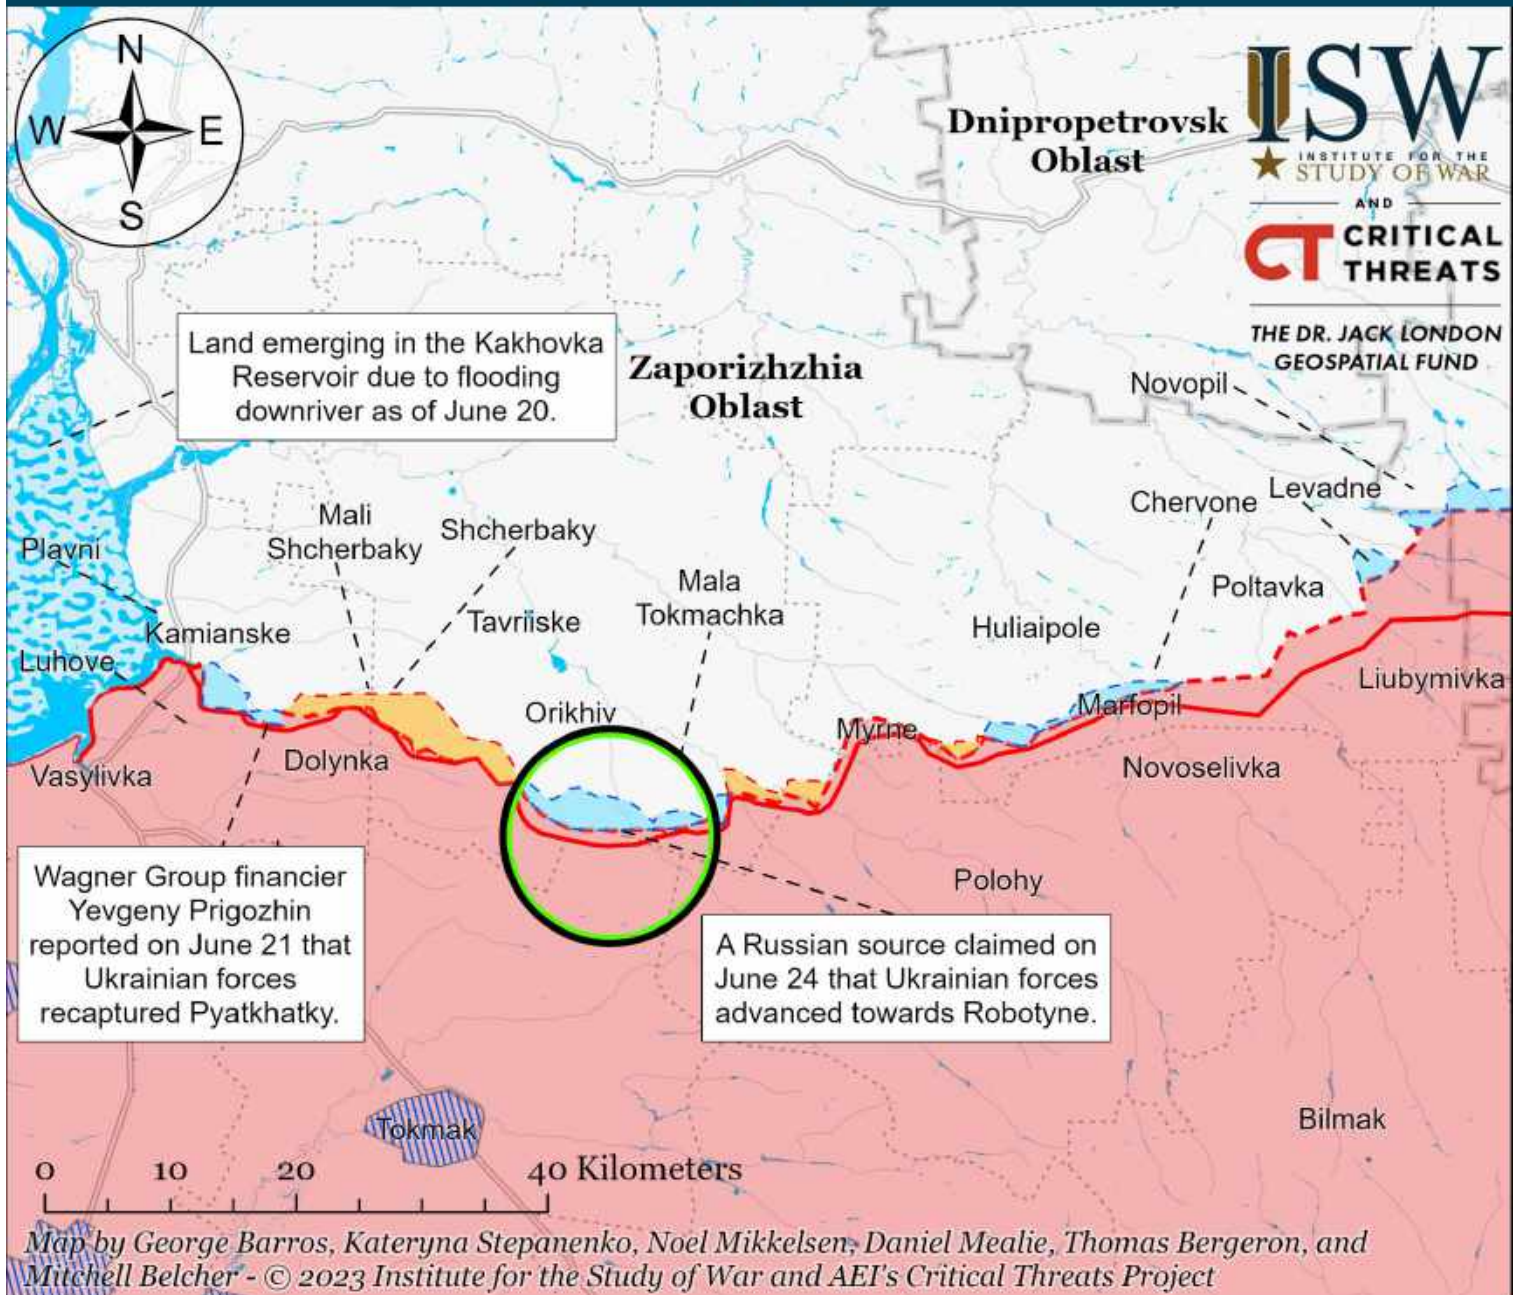 N
W
E
S
Dnipropetrovsk
Oblast
ISW
INSTITUTE FOR THE
STUDY OF WAR
AND
CT CRITICAL
THREATS
THE DR. JACK LONDON
GEOSPATIAL FUND
Land emerging in the Kakhovka
Reservoir due to flooding
downriver as of June 20.
Zaporizhzhia
Oblast
Novopil
Levadne
Chervone
Mali
Shcherbaky
Shcherbaky
Plavni
Mala
Tokmachka
Poltavka
Tavriiske
Huliaipole
Kamianske
Luhove
Liubymivka
Marfopil
Orikhiv
Myrne
Dolynka
Vasylivka
Novoselivka
Polohy
Wagner Group financier
Yevgeny Prigozhin
reported on June 21 that
Ukrainian forces
recaptured Pyatkhatky.
A Russian source claimed on
June 24 that Ukrainian forces
advanced towards Robotyne.
Tokmak
Bilmak
0 10 20 40 Kilometers
Map by George Barros, Kateryna Stepanenko, Noel Mikkelsen, Daniel Mealie, Thomas Bergeron, and
Mitchell Belcher - © 2023 Institute for the Study of War and AEI's Critical Threats Project